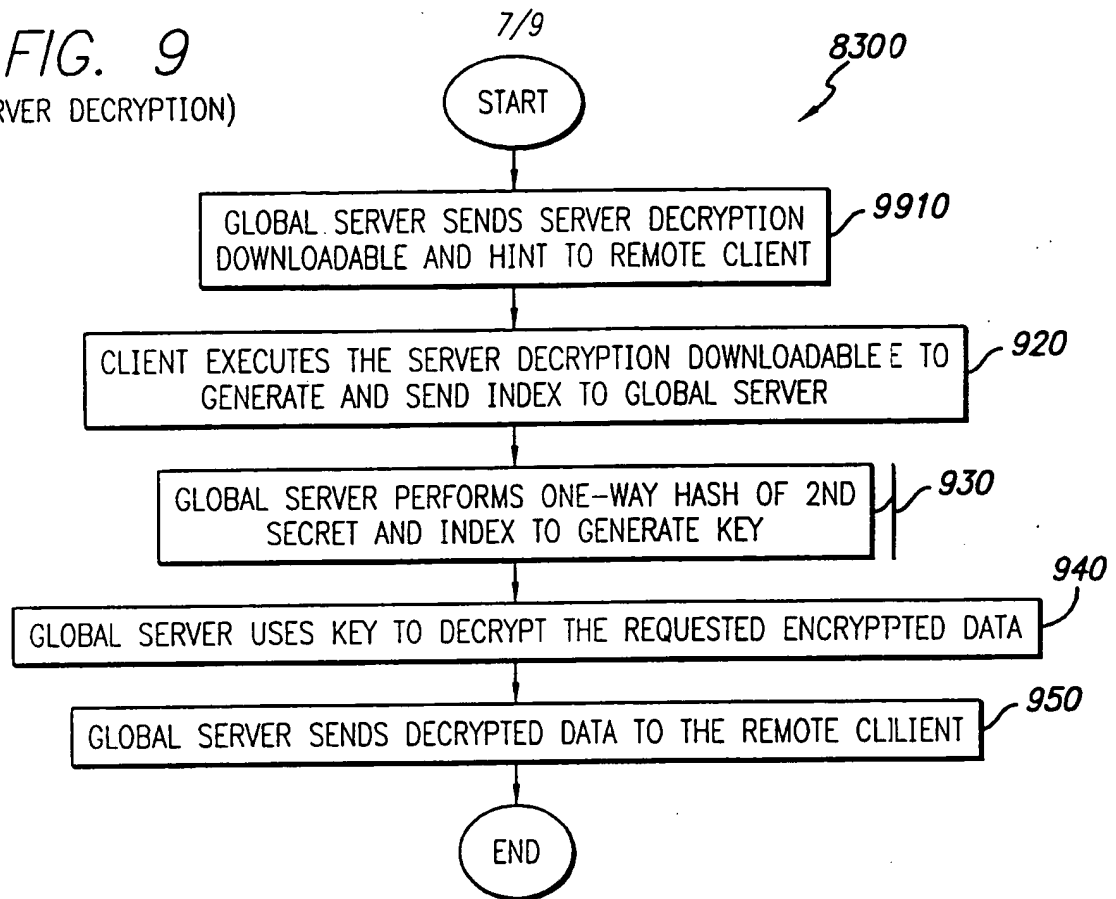 FIG. 9
7/9
8300
RVER DECRYPTION)
START
GLOBAL SERVER SENDS SERVER DECRYPTION
DOWNLOADABLE AND HINT TO REMOTE CLIENT
9910
CLIENT EXECUTES THE SERVER DECRYPTION DOWNLOADABLE E TO
GENERATE AND SEND INDEX TO GLOBAL SERVER
920
GLOBAL SERVER PERFORMS ONE-WAY HASH OF 2ND
SECRET AND INDEX TO GENERATE KEY
930
GLOBAL SERVER USES KEY TO DECRYPT THE REQUESTED ENCRYPTPTED DATA
940
GLOBAL SERVER SENDS DECRYPTED DATA TO THE REMOTE CLILIENT
950
END